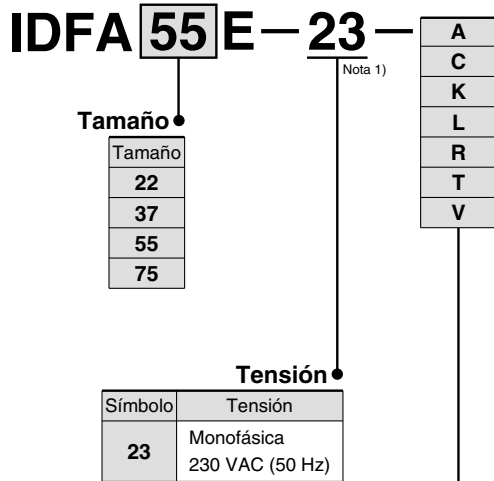 IDFA 55 E — 23 —
Nota 1)
A
C
K
L
R
T
V
Tamaño
Tamaño
22
37
55
75
Tensión
Símbolo Tensión
23 Monofásica
230 VAC (50 Hz)